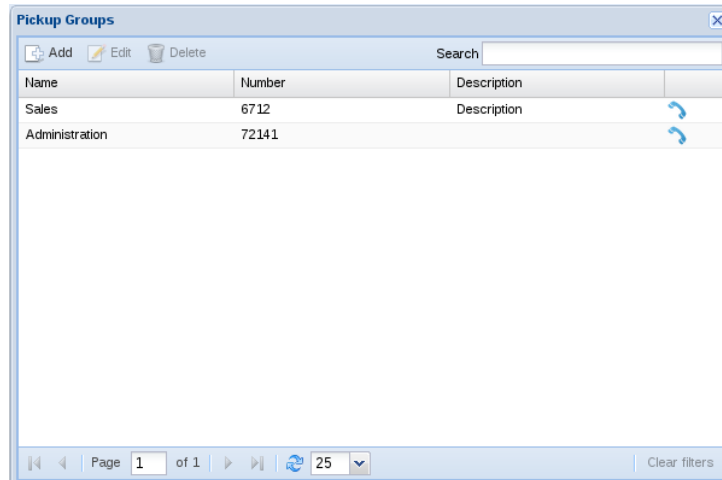 Pickup Groups
Add Edit Delete Search
Name Number Description
Sales 6712 Description
Administration 72141
Page 1 of 1 25 Clear filters